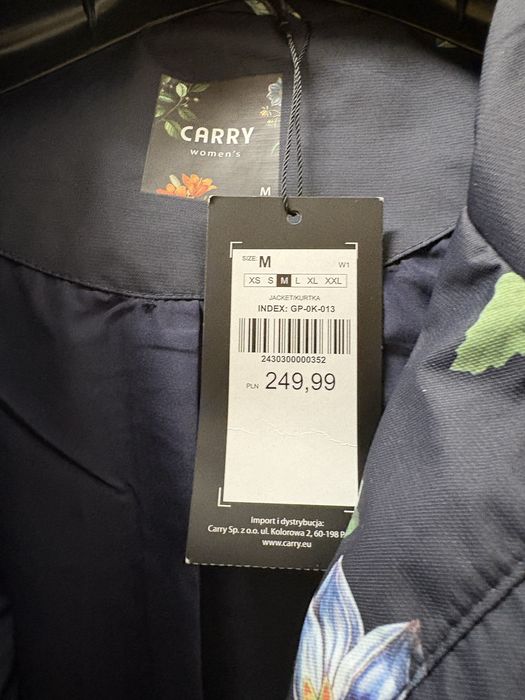 CARRY
women's
M
SIZE: M W1
XS S M L XL XXL
JACKET/KURTKA
INDEX: GP-0K-013
2430300000352
PLN 249,99
Import i dystrybucja:
Carry Sp. z o.o. ul. Kolorowa 2, 60-198 P
www.carry.eu